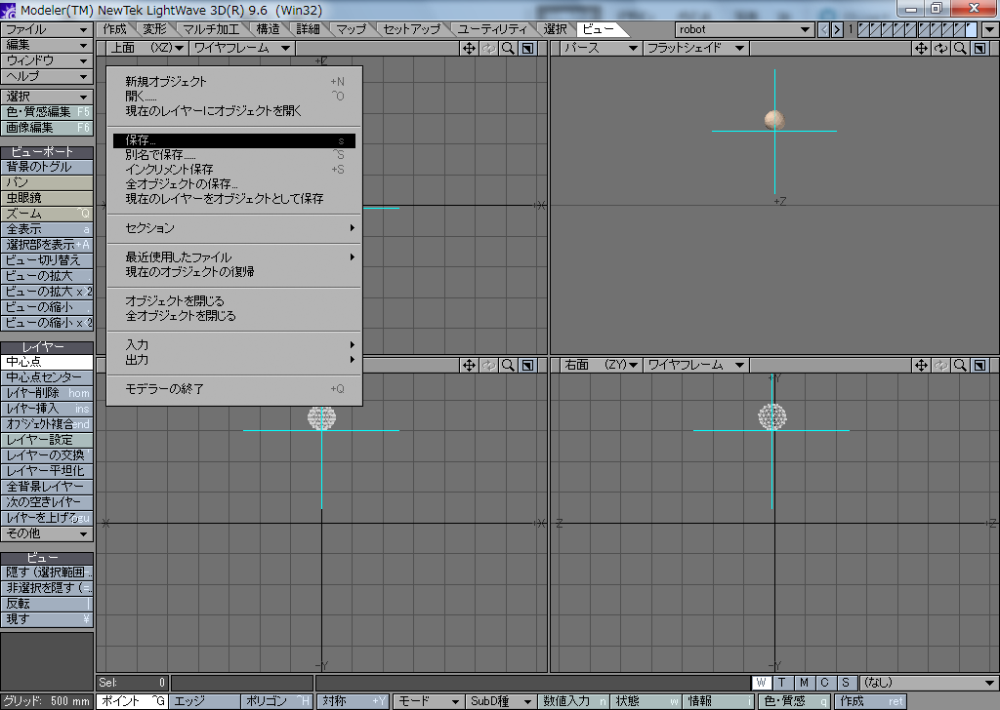 Modeler(TM) NewTek LightWave 3D(R) 9.6 (Win32)
ファイル 作成 変形 マルチ加工 構造 詳細 マップ セットアップ ユーティリティ 選択 ビュー robot 1
編集
ウィンドウ
ヘルプ
選択
色・質感編集 F5
画像編集 F6
ビューポート
背景のトグル
パン
虫眼鏡
ズーム ^Q
全表示 a
選択部を表示 +A
ビュー切り替え
ビューの拡大 .
ビューの拡大 x 2
ビューの縮小 ,
ビューの縮小 x 2
レイヤー
中心点
中心点センター
レイヤー削除 hom
レイヤー挿入 ins
オブジェクト複合 end
レイヤー設定
レイヤーの交換 '
レイヤー平坦化
全背景レイヤー
次の空きレイヤー
レイヤーを上げる pgu
その他
ビュー
隠す (選択範囲 -
非選択を隠す (=
反転 |
現す ¥
上面 (XZ) ワイヤフレーム
新規オブジェクト +N
開く..... ^O
現在のレイヤーにオブジェクトを開く
保存... s
別名で保存..... ^S
インクリメント保存 +S
全オブジェクトの保存...
現在のレイヤーをオブジェクトとして保存
セクション
最近使用したファイル
現在のオブジェクトの復帰
オブジェクトを閉じる
全オブジェクトを閉じる
入力
出力
モデラーの終了 +Q
+X
パース フラットシェイド
+Z
右面 (ZY) ワイヤフレーム
-X
+X
-Y
-Z
+Y
-Z
-Y
Sel: 0
W T M C S (なし)
グリッド: 500 mm ポイント ^G エッジ ポリゴン ^H 対称 +Y モード SubD種 数値入力 n 状態 w 情報 i 色・質感 q 作成 ret